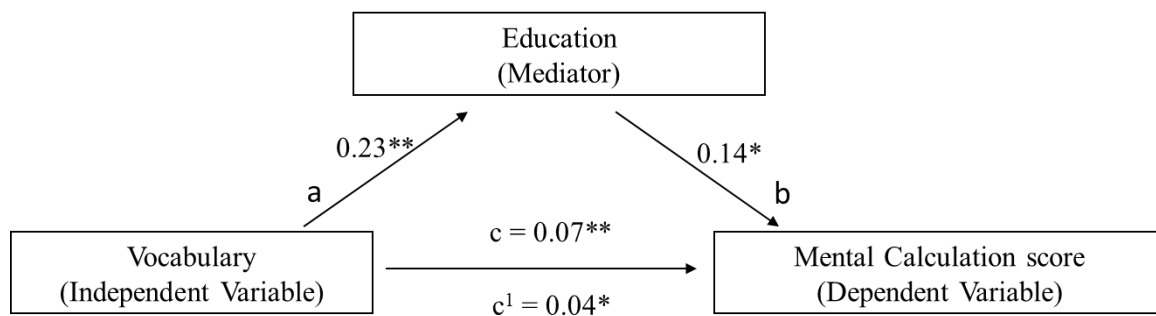 Education
(Mediator)
0.23**
0.14*
a
b
Vocabulary
(Independent Variable)
c = 0.07**
c¹ = 0.04*
Mental Calculation score
(Dependent Variable)